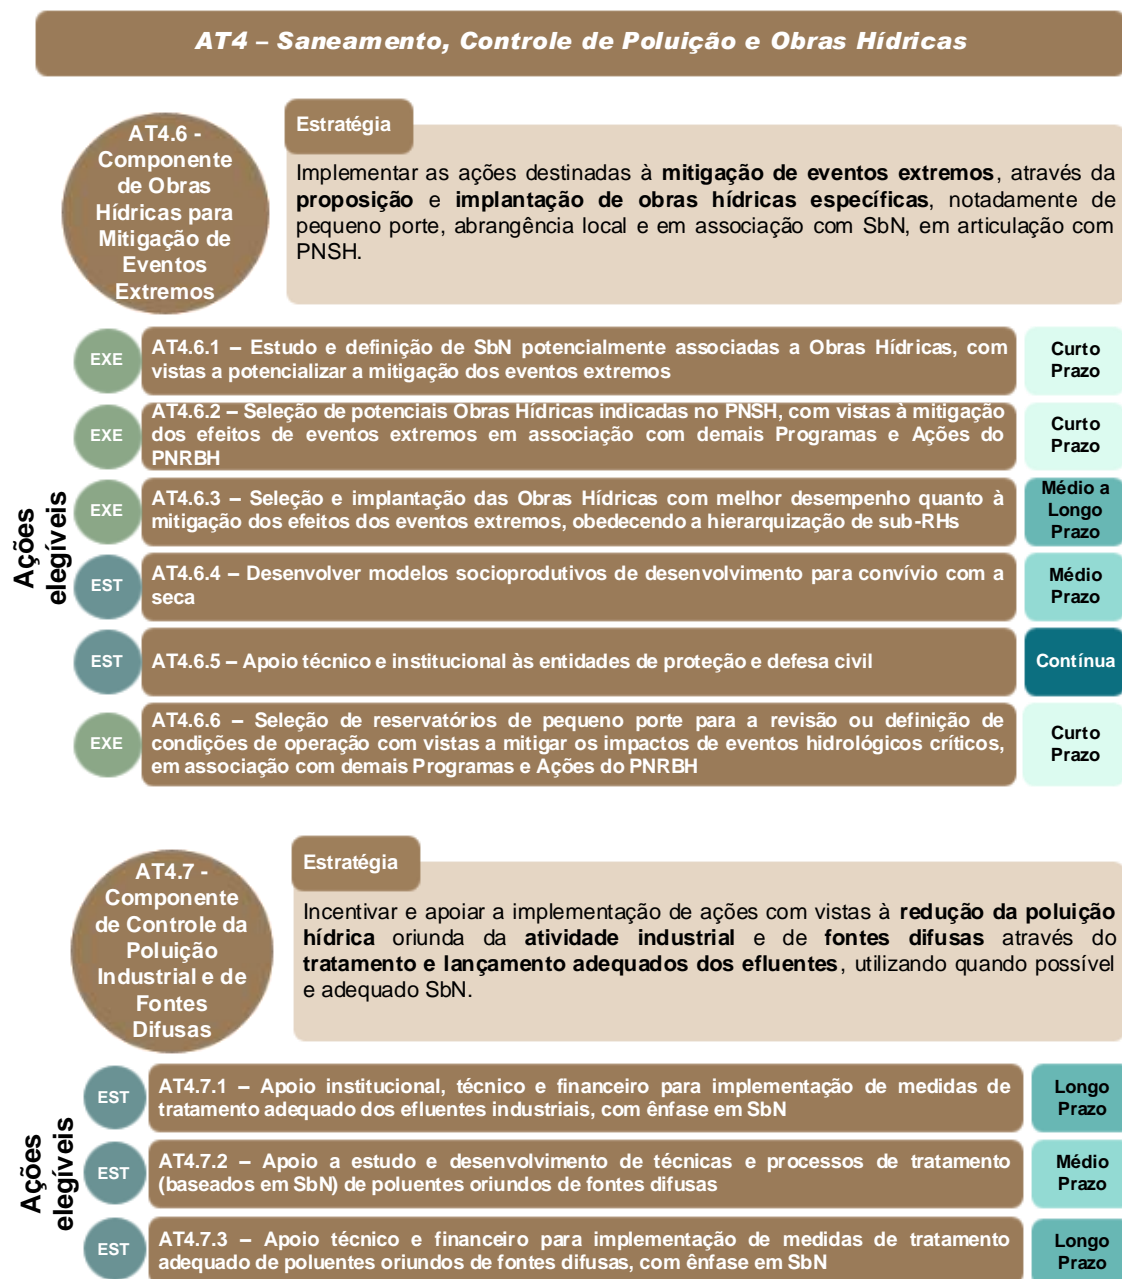 AT4 – Saneamento, Controle de Poluição e Obras Hídricas
AT4.6 -
Componente
de Obras
Hídricas para
Mitigação de
Eventos
Extremos
Estratégia
Implementar as ações destinadas à mitigação de eventos extremos, através da
proposição e implantação de obras hídricas específicas, notadamente de
pequeno porte, abrangência local e em associação com SbN, em articulação com
PNSH.
Ações
elegíveis
EXE
AT4.6.1 – Estudo e definição de SbN potencialmente associadas a Obras Hídricas, com
vistas a potencializar a mitigação dos eventos extremos
Curto
Prazo
EXE
AT4.6.2 – Seleção de potenciais Obras Hídricas indicadas no PNSH, com vistas à mitigação
dos efeitos de eventos extremos em associação com demais Programas e Ações do
PNRBH
Curto
Prazo
EXE
AT4.6.3 – Seleção e implantação das Obras Hídricas com melhor desempenho quanto à
mitigação dos efeitos dos eventos extremos, obedecendo a hierarquização de sub-RHs
Médio a
Longo
Prazo
EST
AT4.6.4 – Desenvolver modelos socioprodutivos de desenvolvimento para convívio com a
seca
Médio
Prazo
EST
AT4.6.5 – Apoio técnico e institucional às entidades de proteção e defesa civil
Contínua
EXE
AT4.6.6 – Seleção de reservatórios de pequeno porte para a revisão ou definição de
condições de operação com vistas a mitigar os impactos de eventos hidrológicos críticos,
em associação com demais Programas e Ações do PNRBH
Curto
Prazo
AT4.7 -
Componente
de Controle da
Poluição
Industrial e de
Fontes
Difusas
Estratégia
Incentivar e apoiar a implementação de ações com vistas à redução da poluição
hídrica oriunda da atividade industrial e de fontes difusas através do
tratamento e lançamento adequados dos efluentes, utilizando quando possível
e adequado SbN.
Ações
elegíveis
EST
AT4.7.1 – Apoio institucional, técnico e financeiro para implementação de medidas de
tratamento adequado dos efluentes industriais, com ênfase em SbN
Longo
Prazo
EST
AT4.7.2 – Apoio a estudo e desenvolvimento de técnicas e processos de tratamento
(baseados em SbN) de poluentes oriundos de fontes difusas
Médio
Prazo
EST
AT4.7.3 – Apoio técnico e financeiro para implementação de medidas de tratamento
adequado de poluentes oriundos de fontes difusas, com ênfase em SbN
Longo
Prazo